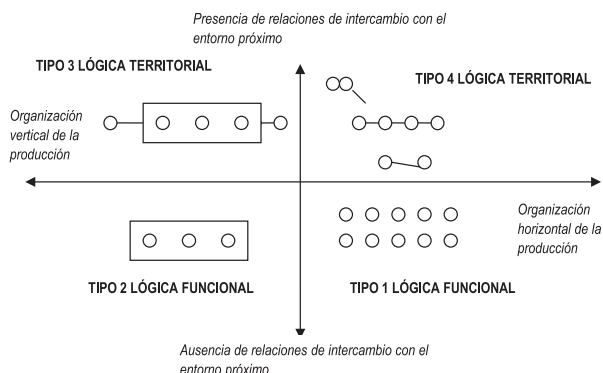 Presencia de relaciones de intercambio con el
entorno próximo
TIPO 3 LÓGICA TERRITORIAL
TIPO 4 LÓGICA TERRITORIAL
Organización
vertical de la
producción
Organización
horizontal de la
producción
TIPO 2 LÓGICA FUNCIONAL
TIPO 1 LÓGICA FUNCIONAL
Ausencia de relaciones de intercambio con el
entorno próximo